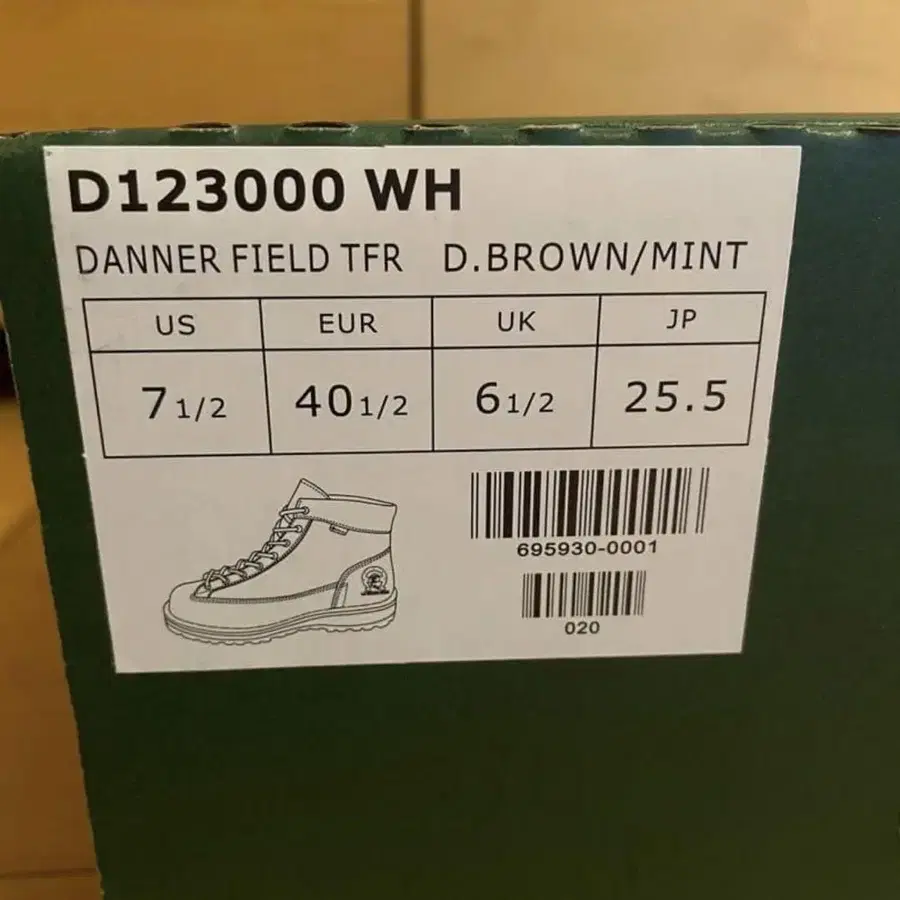 D123000 WH
DANNER FIELD TFR D.BROWN/MINT
US EUR UK JP
7 1/2 40 1/2 6 1/2 25.5
695930-0001
020